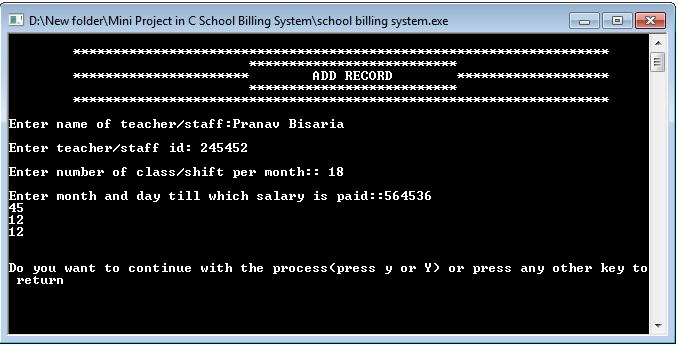 D:\New folder\Mini Project in C School Billing System\school billing system.exe
*******************************************************************
**************************
********************** ADD RECORD *******************
**************************
*******************************************************************
Enter name of teacher/staff:Pranav Bisaria
Enter teacher/staff id: 245452
Enter number of class/shift per month:: 18
Enter month and day till which salary is paid::564536
45
12
12
Do you want to continue with the process(press y or Y) or press any other key to
return